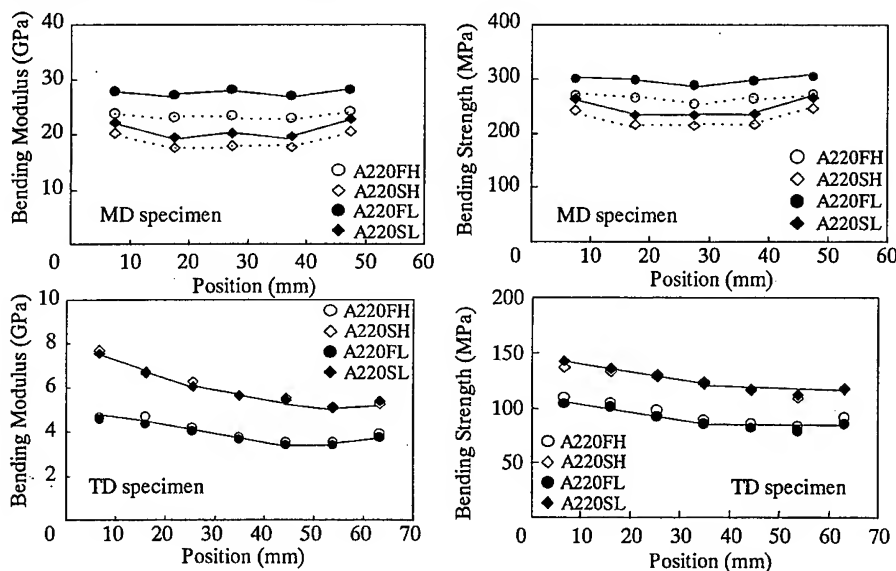 Bending Modulus (GPa)
40
30
20
10
A220FH
A220SH
A220FL
A220SL
MD specimen
10 20 30 40 50 60
Position (mm)
Bending Strength (MPa)
400
300
200
100
A220FH
A220SH
A220FL
A220SL
MD specimen
0 10 20 30 40 50 60
Position (mm)
Bending Modulus (GPa)
10
8
6
4
2
A220FH
A220SH
A220FL
A220SL
TD specimen
0 10 20 30 40 50 60 70
Position (mm)
Bending Strength (MPa)
200
150
100
50
A220FH
A220SH
A220FL
A220SL
TD specimen
0 10 20 30 40 50 60 70
Position (mm)